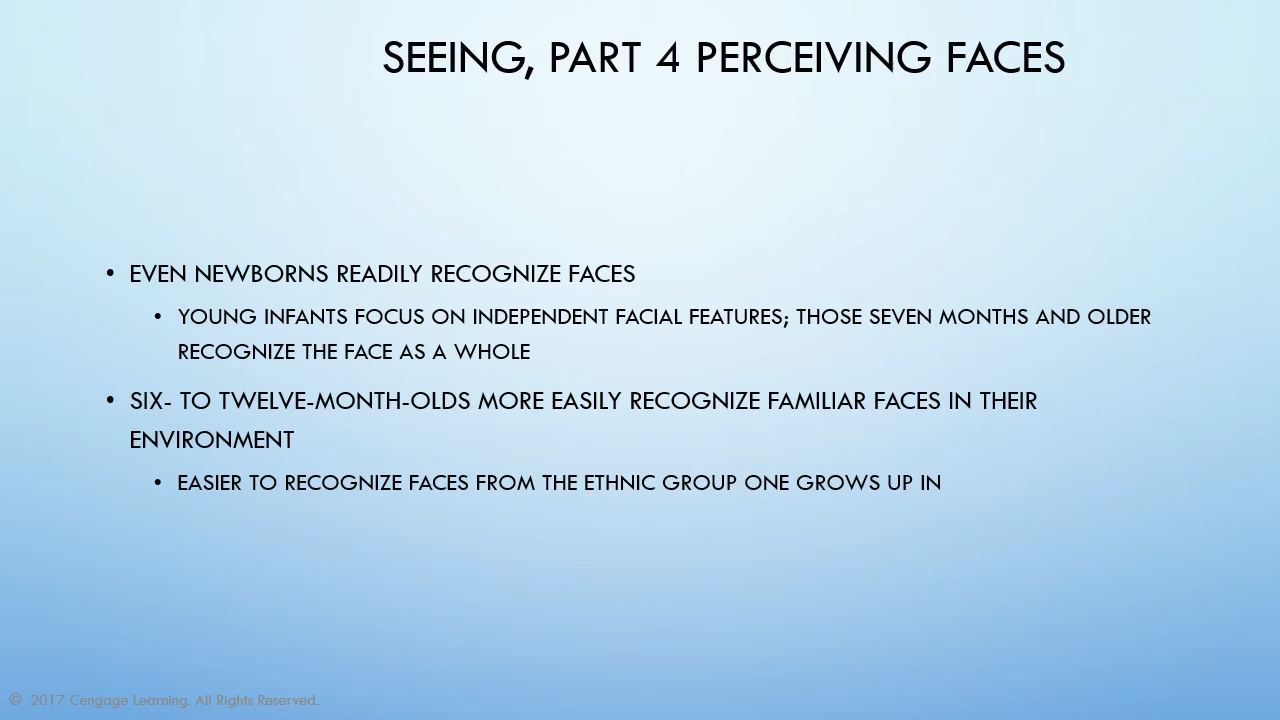 SEEING, PART 4 PERCEIVING FACES
• EVEN NEWBORNS READILY RECOGNIZE FACES
• YOUNG INFANTS FOCUS ON INDEPENDENT FACIAL FEATURES; THOSE SEVEN MONTHS AND OLDER
RECOGNIZE THE FACE AS A WHOLE
• SIX- TO TWELVE-MONTH-OLDS MORE EASILY RECOGNIZE FAMILIAR FACES IN THEIR
ENVIRONMENT
• EASIER TO RECOGNIZE FACES FROM THE ETHNIC GROUP ONE GROWS UP IN
© 2017 Cengage Learning. All Rights Reserved.